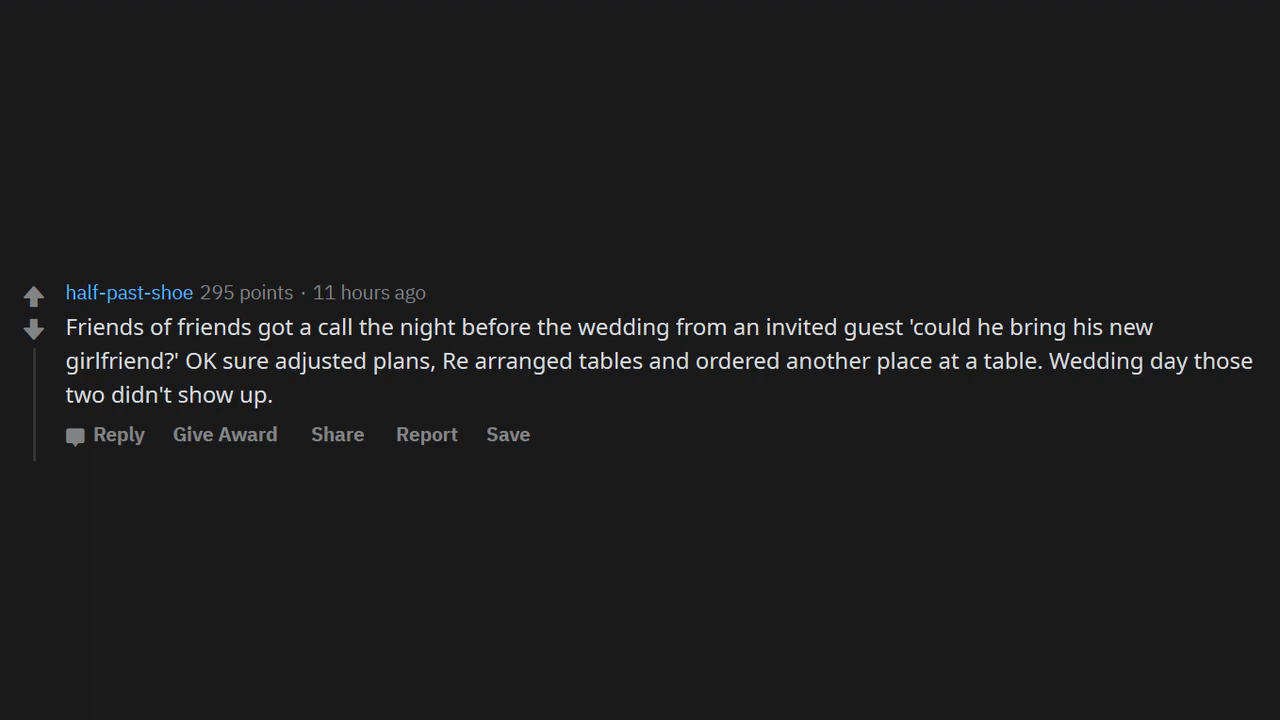 half-past-shoe 295 points · 11 hours ago
Friends of friends got a call the night before the wedding from an invited guest 'could he bring his new
girlfriend?' OK sure adjusted plans, Re arranged tables and ordered another place at a table. Wedding day those
two didn't show up.
Reply Give Award Share Report Save